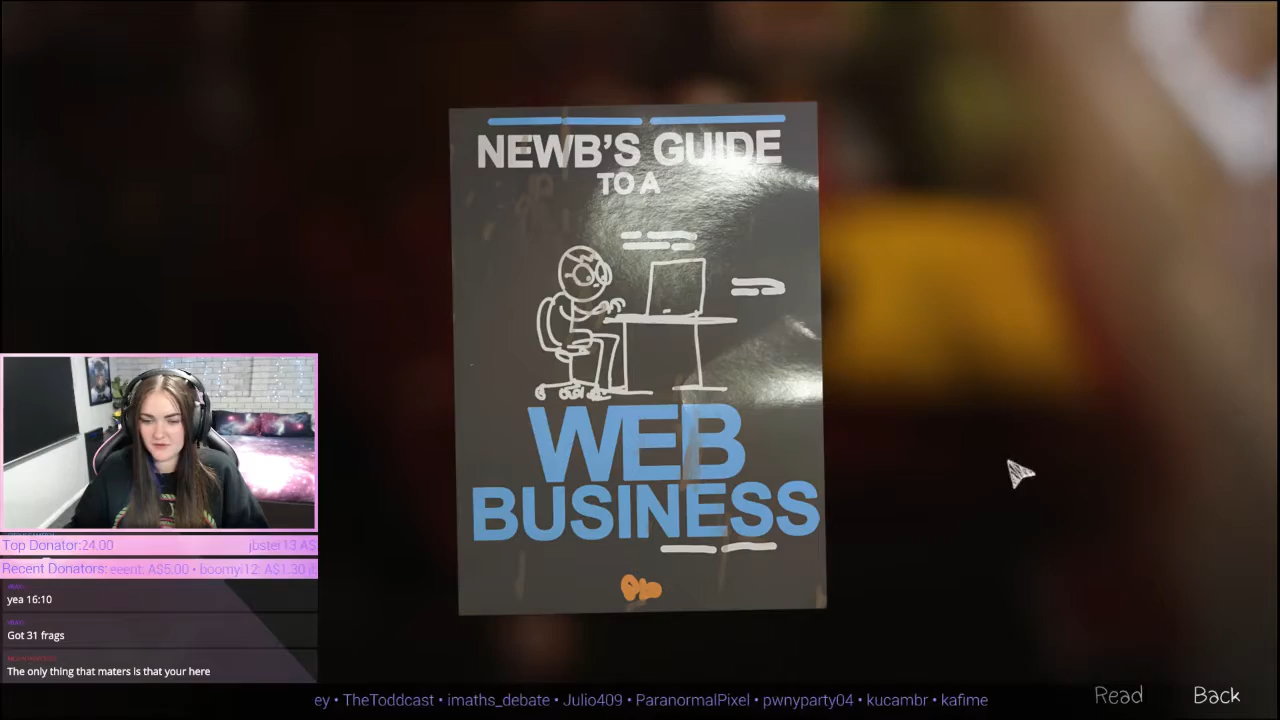 NEWB'S GUIDE
TO A
WEB
BUSINESS
Top Donator:24.00 jbster13 A$
Recent Donators: eeent: A$5.00 • boomyi12: A$1.30
yea 16:10
Got 31 frags
The only thing that maters is that your here
ey • TheToddcast • imaths_debate • Julio409 • ParanormalPixel • pwnyparty04 • kucambr • kafime
Read Back